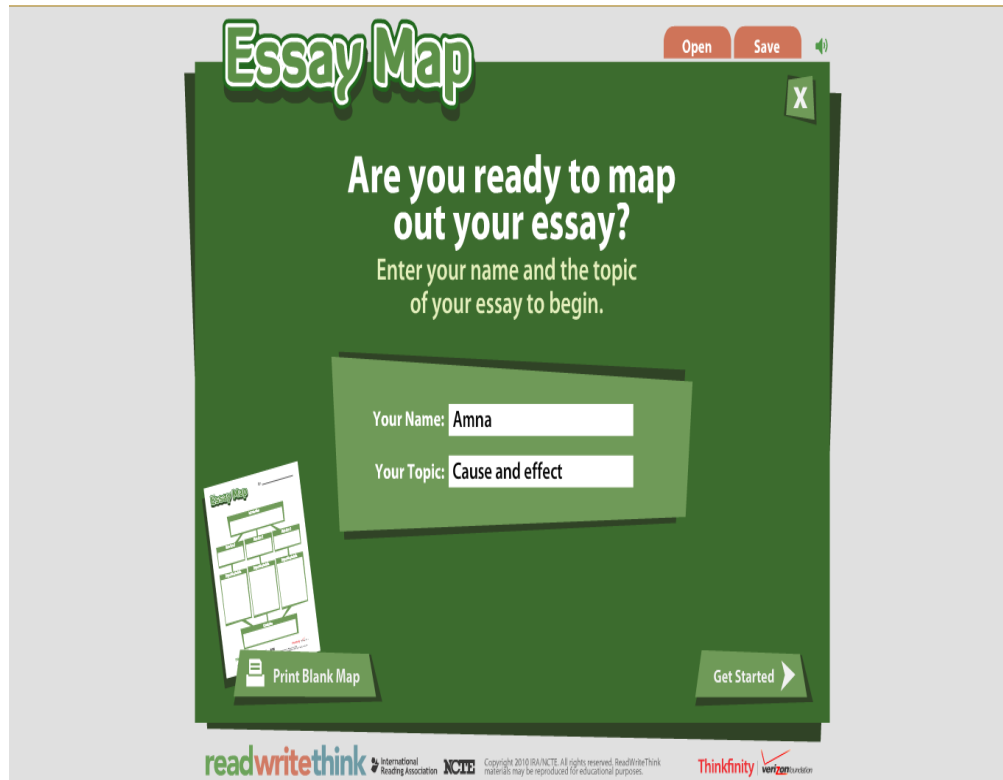 Essay Map
Open
Save
X
Are you ready to map
out your essay?
Enter your name and the topic
of your essay to begin.
Your Name: Amna
Your Topic: Cause and effect
Essay Map
Print Blank Map
Get Started
readwritethink
International
Reading Association
NCTE
Copyright 2010 IRA/NCTE. All rights reserved. ReadWriteThink
materials may be reproduced for educational purposes.
Thinkfinity
verizonfoundation